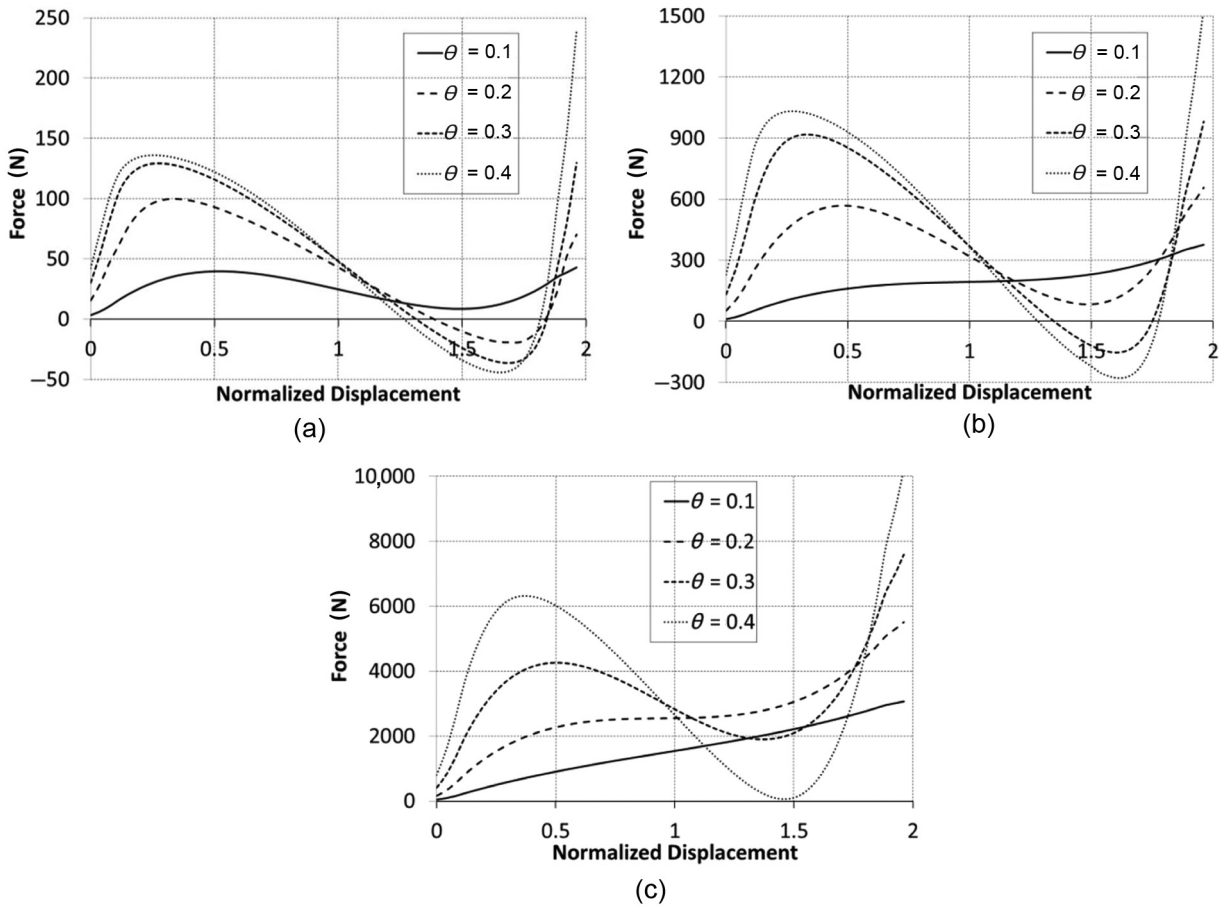 250
200
150
100
50
0
−50
Force (N)
θ = 0.1
θ = 0.2
θ = 0.3
θ = 0.4
0
0.5
1
1.5
2
Normalized Displacement
(a)
1500
1200
900
600
300
0
−300
Force (N)
θ = 0.1
θ = 0.2
θ = 0.3
θ = 0.4
0
0.5
1
1.5
2
Normalized Displacement
(b)
10,000
8000
6000
4000
2000
0
Force (N)
θ = 0.1
θ = 0.2
θ = 0.3
θ = 0.4
0
0.5
1
1.5
2
Normalized Displacement
(c)